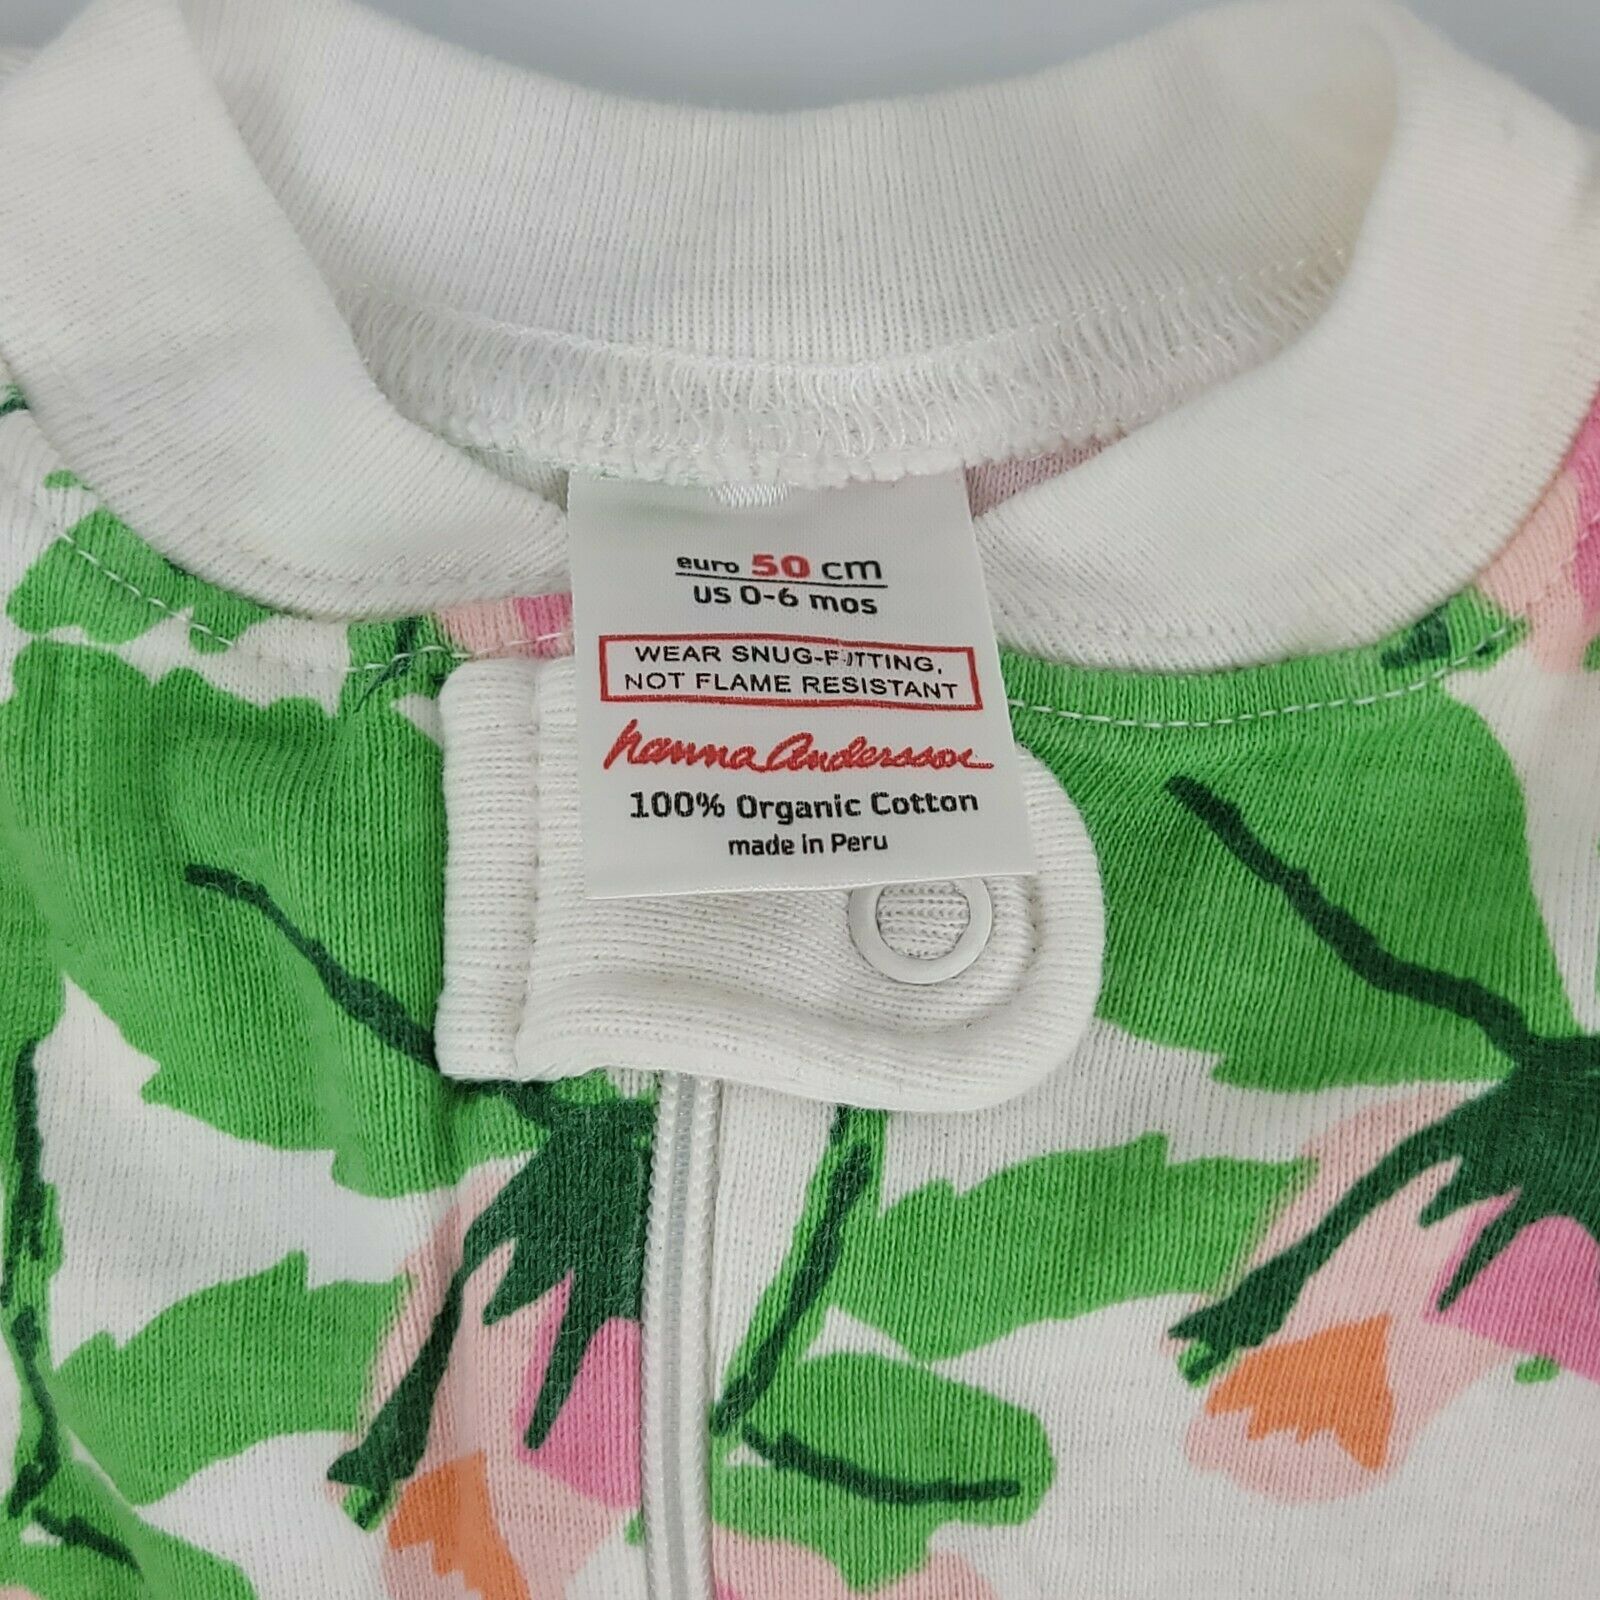 euro 50 cm
US 0-6 mos
WEAR SNUG-FITTING,
NOT FLAME RESISTANT
hanna Andersson
100% Organic Cotton
made in Peru